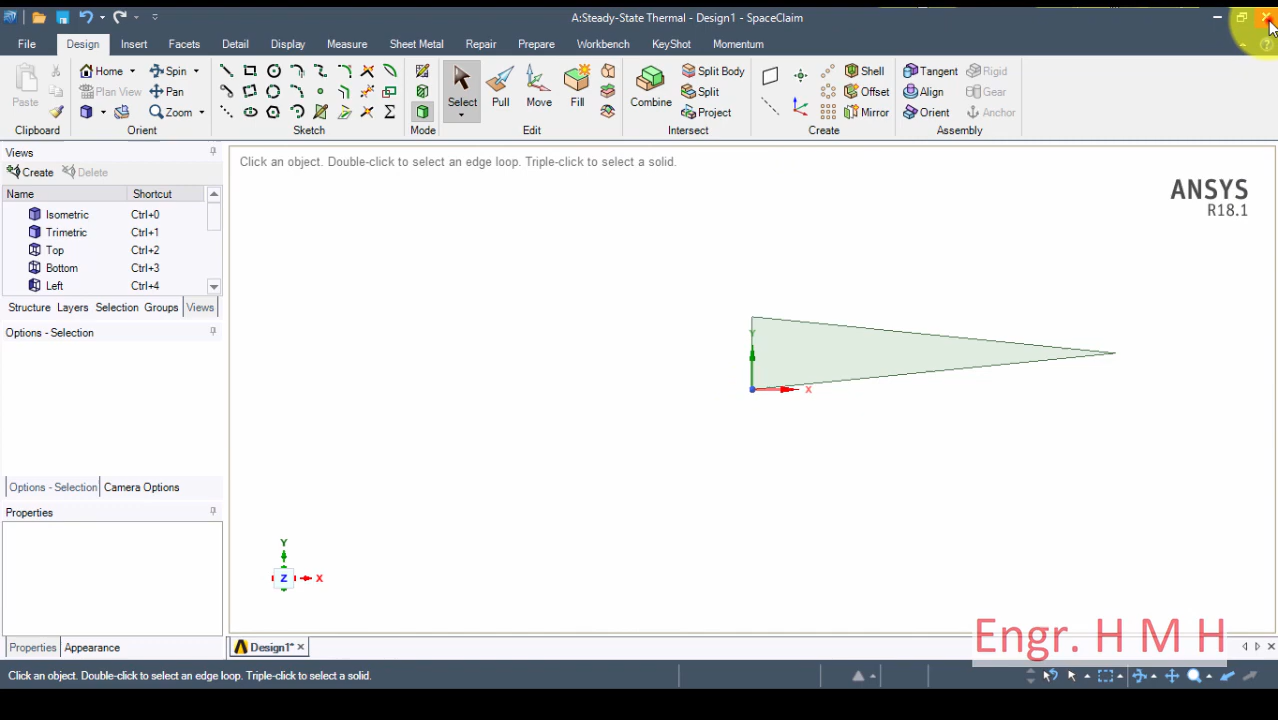 A:Steady-State Thermal - Design1 - SpaceClaim
File Design Insert Facets Detail Display Measure Sheet Metal Repair Prepare Workbench KeyShot Momentum
Paste
Home Spin
Plan View Pan
Zoom
Select Pull Move Fill
Combine
Split Body
Split
Project
Shell
Offset
Mirror
Tangent Rigid
Align Gear
Orient Anchor
Clipboard Orient Sketch Mode Edit Intersect Create Assembly
Views
Create Delete
Name Shortcut
Isometric Ctrl+0
Trimetric Ctrl+1
Top Ctrl+2
Bottom Ctrl+3
Left Ctrl+4
Structure Layers Selection Groups Views
Options - Selection
Options - Selection Camera Options
Properties
Properties Appearance
Click an object. Double-click to select an edge loop. Triple-click to select a solid.
ANSYS
R18.1
Y
X
Y
Z X
Engr. H M H
Design1*
Click an object. Double-click to select an edge loop. Triple-click to select a solid.